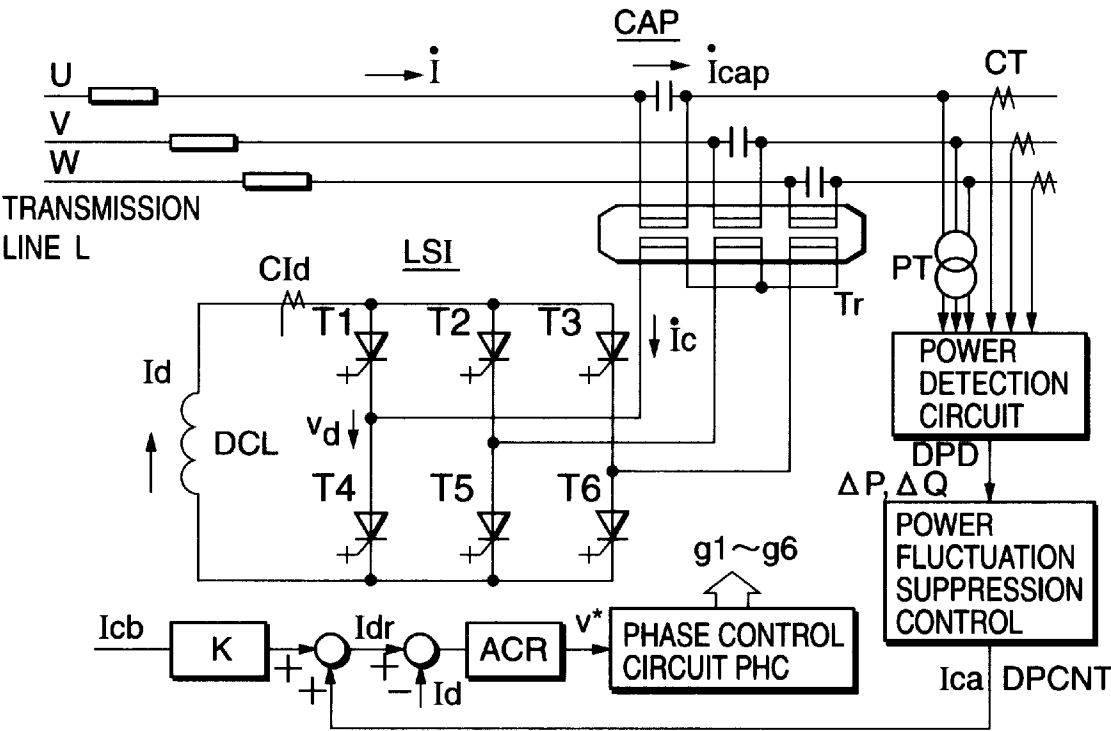 CAP
U
İ
İcap
CT
V
W
TRANSMISSION
LINE L
LSI
CId
PT
Tr
T1
T2
T3
İc
Id
POWER
DETECTION
CIRCUIT
vd
DCL
DPD
ΔP, ΔQ
T4
T5
T6
POWER
FLUCTUATION
SUPPRESSION
CONTROL
g1~g6
Icb
K
Idr
ACR
v*
PHASE CONTROL
CIRCUIT PHC
+
+
+
−
Id
Ica
DPCNT